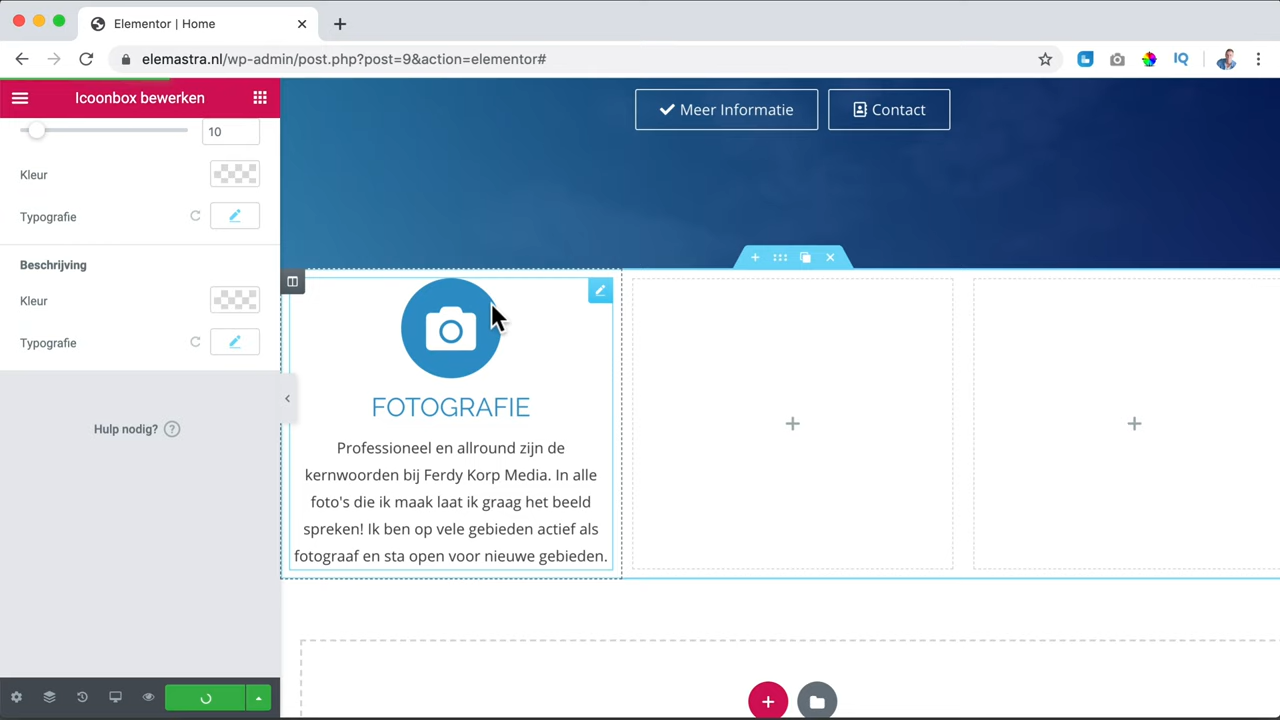 Elementor | Home
elemastra.nl/wp-admin/post.php?post=9&action=elementor#
IQ
Icoonbox bewerken
10
Kleur
Typografie
Beschrijving
Kleur
Typografie
Hulp nodig? ?
Meer Informatie
Contact
FOTOGRAFIE
Professioneel en allround zijn de
kernwoorden bij Ferdy Korp Media. In alle
foto's die ik maak laat ik graag het beeld
spreken! Ik ben op vele gebieden actief als
fotograaf en sta open voor nieuwe gebieden.